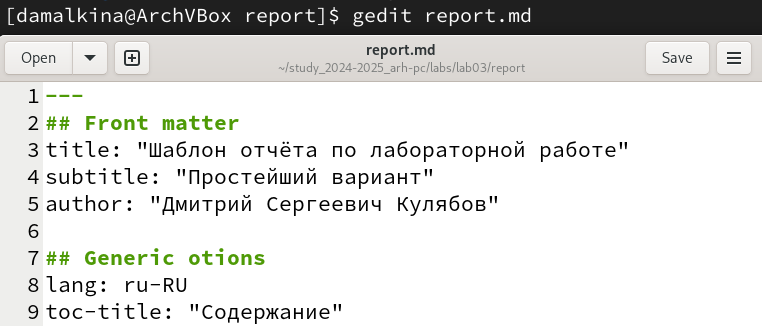 [damalkina@ArchVBox report]$ gedit report.md
Open
report.md
~/study_2024-2025_arh-pc/labs/lab03/report
Save
1 ---
2 ## Front matter
3 title: "Шаблон отчёта по лабораторной работе"
4 subtitle: "Простейший вариант"
5 author: "Дмитрий Сергеевич Кулябов"
6
7 ## Generic otions
8 lang: ru-RU
9 toc-title: "Содержание"